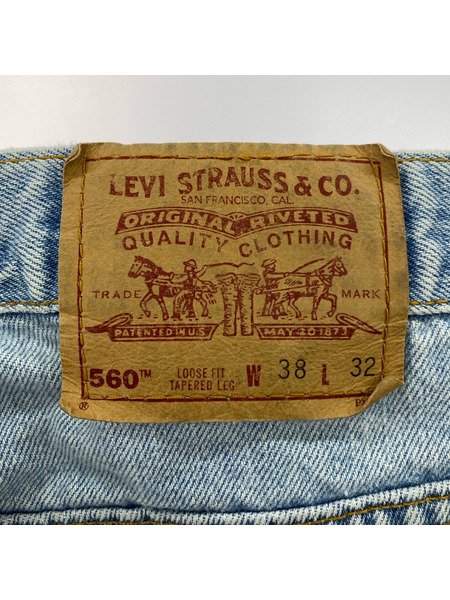 LEVI STRAUSS & CO.
SAN FRANCISCO, CAL.
ORIGINAL RIVETED
QUALITY CLOTHING
TRADE MARK
PATENTED IN U.S. MAY 20 1873
560™ LOOSE FIT W 38 L 32
TAPERED LEG
®